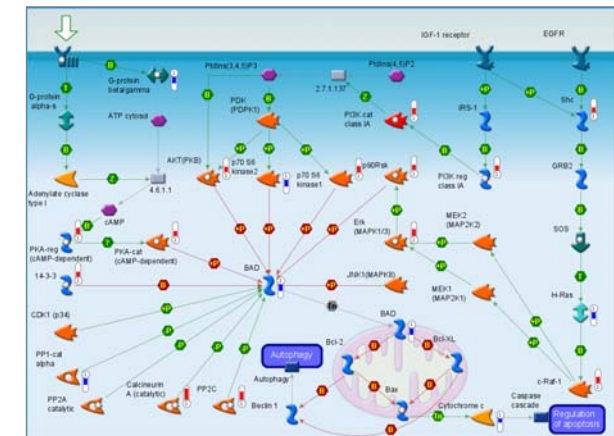 IGF-1 receptor
EGFR
PtdIns(3,4,5)P3
PtdIns(4,5)P2
G-protein
beta/gamma
2.7.1.137
G-protein
alpha-s
ATP cytosol
PDK
(PDPK1)
PI3K cat
class IA
IRS-1
Shc
AKT(PKB)
p70 S6
kinase2
p70 S6
kinase1
p90Rsk
PI3K reg
class IA
GRB2
Adenylate cyclase
type I
4.6.1.1
cAMP
Erk
(MAPK1/3)
MEK2
(MAP2K2)
SOS
PKA-reg
(cAMP-dependent)
PKA-cat
(cAMP-dependent)
BAD
14-3-3
JNK1(MAPK8)
MEK1
(MAP2K1)
H-Ras
CDK1 (p34)
BAD
Bcl-2
Bcl-XL
PP1-cat
alpha
Autophagy
Autophagy
Calcineurin
A (catalytic)
PP2C
Bax
c-Raf-1
PP2A
catalytic
Beclin 1
Cytochrome c
Caspase
cascade
Regulation
of apoptosis